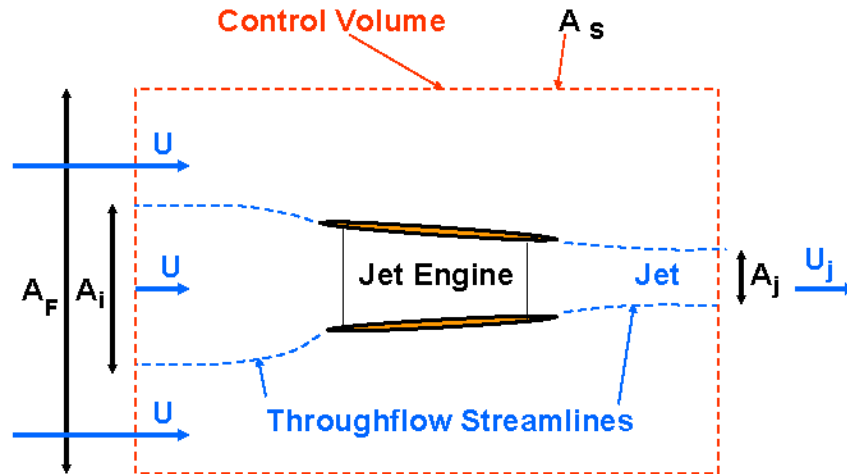 Control Volume
A S
U
U
A F
A i
Jet Engine
Jet
A j
U j
U
Throughflow Streamlines